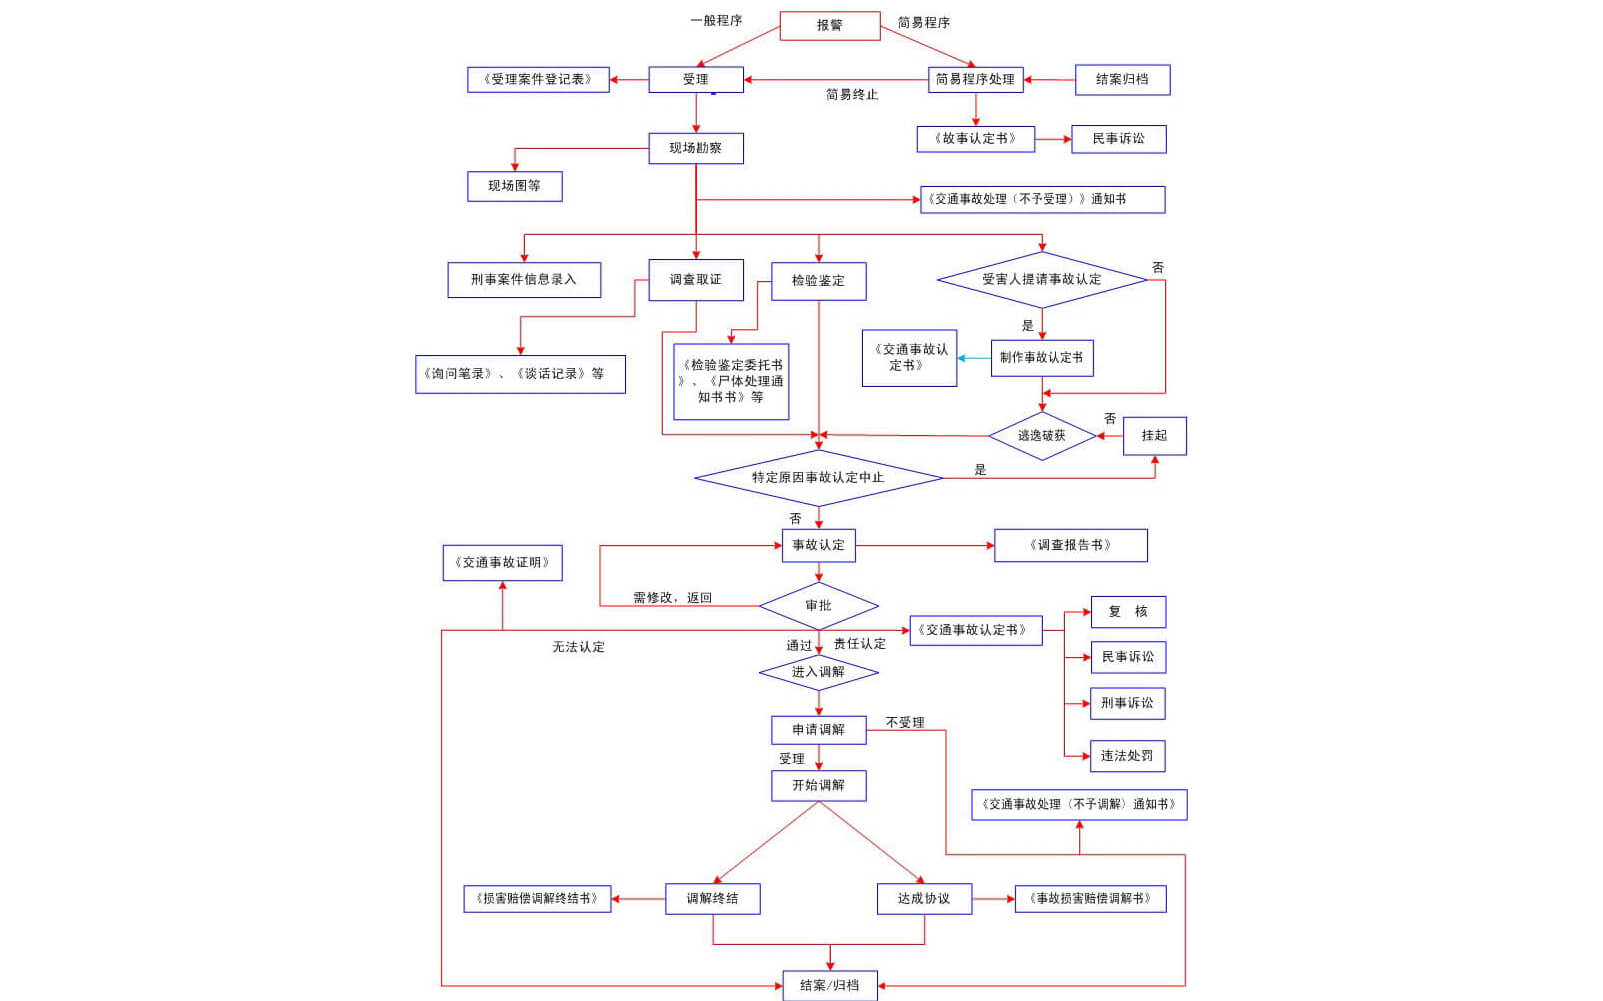 一般程序
报警
简易程序
《受理案件登记表》
受理
简易程序处理
结案归档
简易终止
《故事认定书》
民事诉讼
现场勘察
现场图等
《交通事故处理（不予受理）》通知书
刑事案件信息录入
调查取证
检验鉴定
受害人提请事故认定
否
是
《交通事故认
定书》
制作事故认定书
《询问笔录》、《谈话记录》等
《检验鉴定委托书
》、《尸体处理通
知书书》等
逃逸破获
否
挂起
特定原因事故认定中止
是
否
事故认定
《调查报告书》
《交通事故证明》
需修改，返回
审批
复 核
《交通事故认定书》
无法认定
通过
责任认定
民事诉讼
进入调解
刑事诉讼
申请调解
不受理
违法处罚
受理
开始调解
《交通事故处理（不予调解）通知书》
《损害赔偿调解终结书》
调解终结
达成协议
《事故损害赔偿调解书》
结案/归档